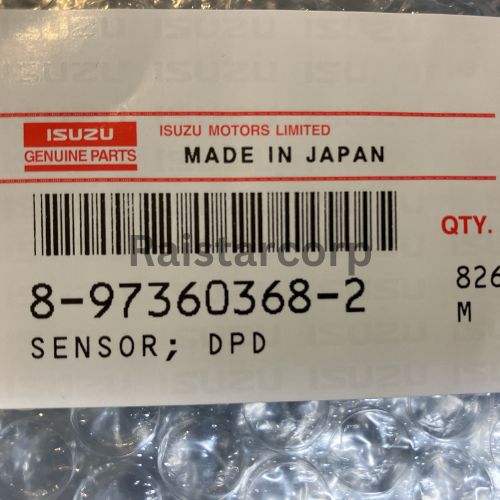 ISUZU
GENUINE PARTS
ISUZU MOTORS LIMITED
MADE IN JAPAN
QTY.
Raistarcorp
8-97360368-2
826
M
SENSOR; DPD